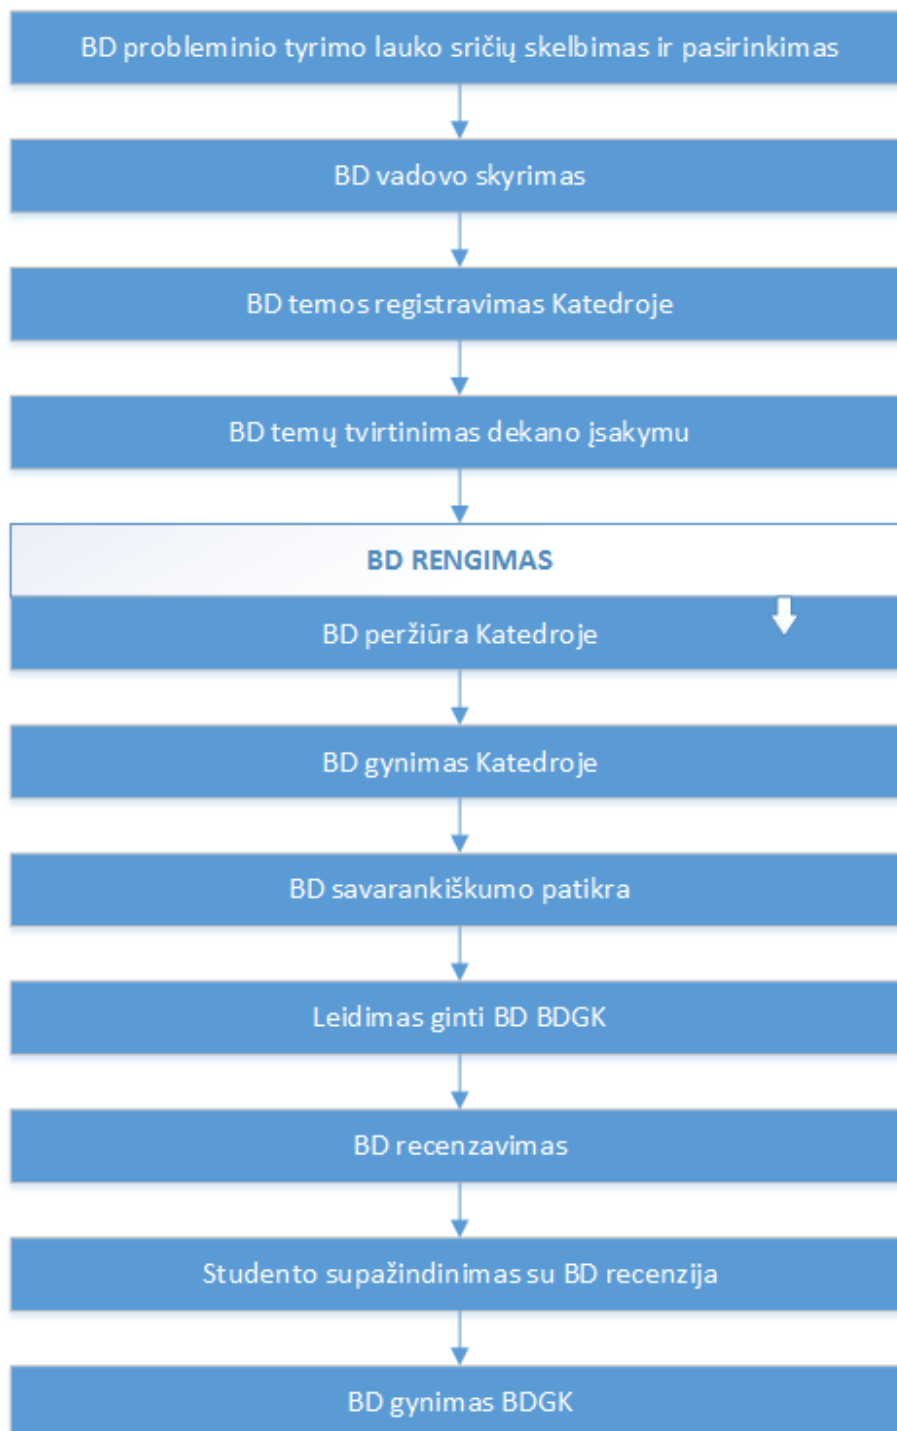 BD probleminio tyrimo lauko sričių skelbimas ir pasirinkimas
BD vadovo skyrimas
BD temos registravimas Katedroje
BD temų tvirtinimas dekano įsakymu
BD RENGIMAS
BD peržiūra Katedroje
BD gynimas Katedroje
BD savarankiškumo patikra
Leidimas ginti BD BDGK
BD recenzavimas
Studento supažindinimas su BD recenzija
BD gynimas BDGK